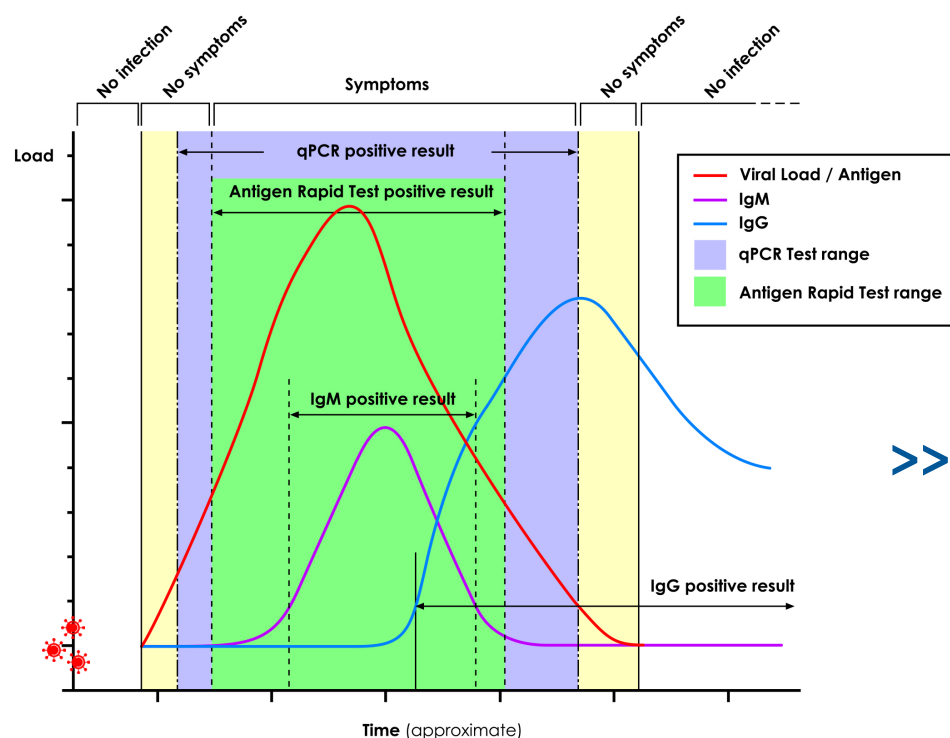 No infection
No symptoms
Symptoms
No symptoms
No infection
Load
qPCR positive result
Antigen Rapid Test positive result
Viral Load / Antigen
IgM
IgG
qPCR Test range
Antigen Rapid Test range
IgM positive result
>>
IgG positive result
Time (approximate)